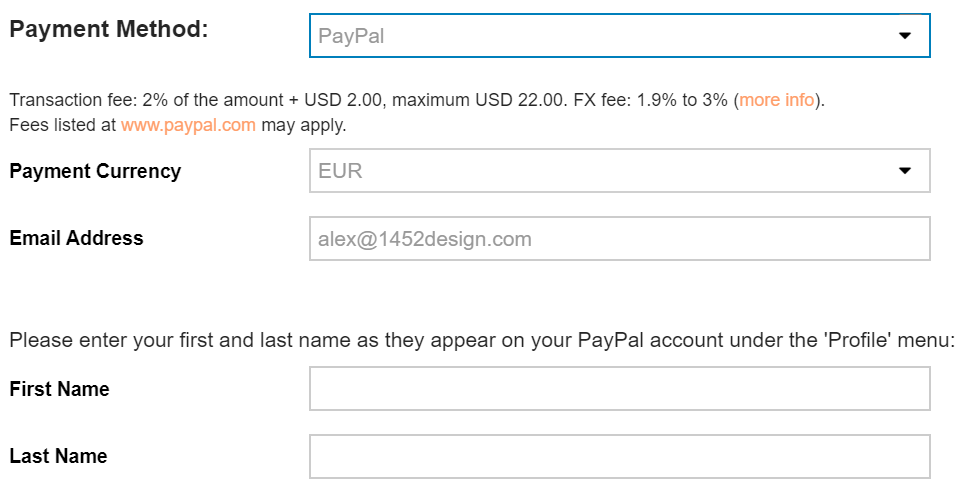 Payment Method:
PayPal
Transaction fee: 2% of the amount + USD 2.00, maximum USD 22.00. FX fee: 1.9% to 3% (more info).
Fees listed at www.paypal.com may apply.
Payment Currency
EUR
Email Address
alex@1452design.com
Please enter your first and last name as they appear on your PayPal account under the 'Profile' menu:
First Name
Last Name